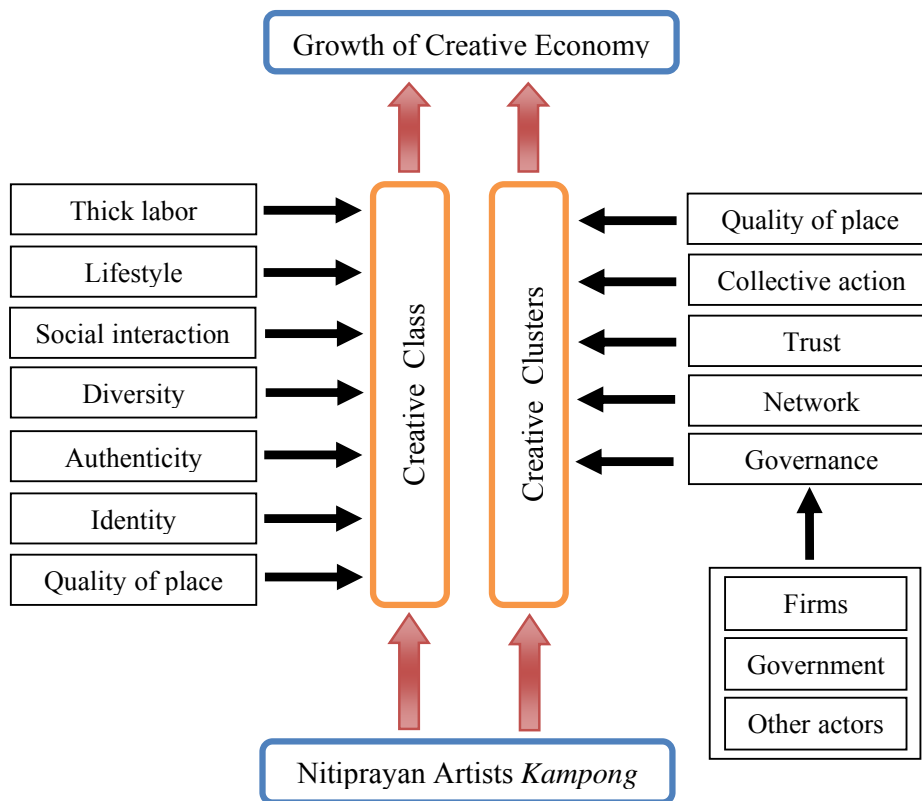 Growth of Creative Economy
Thick labor
Lifestyle
Social interaction
Diversity
Authenticity
Identity
Quality of place
Creative Class
Creative Clusters
Quality of place
Collective action
Trust
Network
Governance
Firms
Government
Other actors
Nitiprayan Artists Kampong